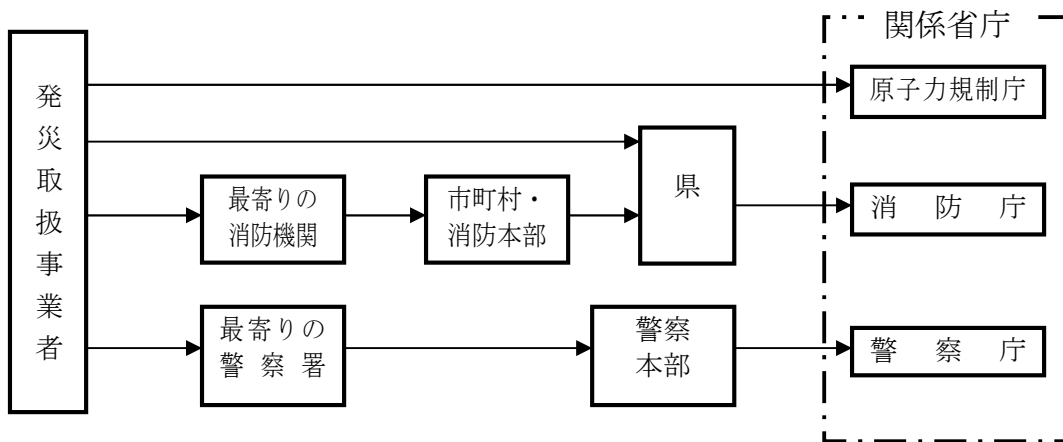 関係省庁
発災取扱事業者
原子力規制庁
県
最寄りの
消防機関
市町村・
消防本部
消防庁
最寄りの
警察署
警察
本部
警察庁